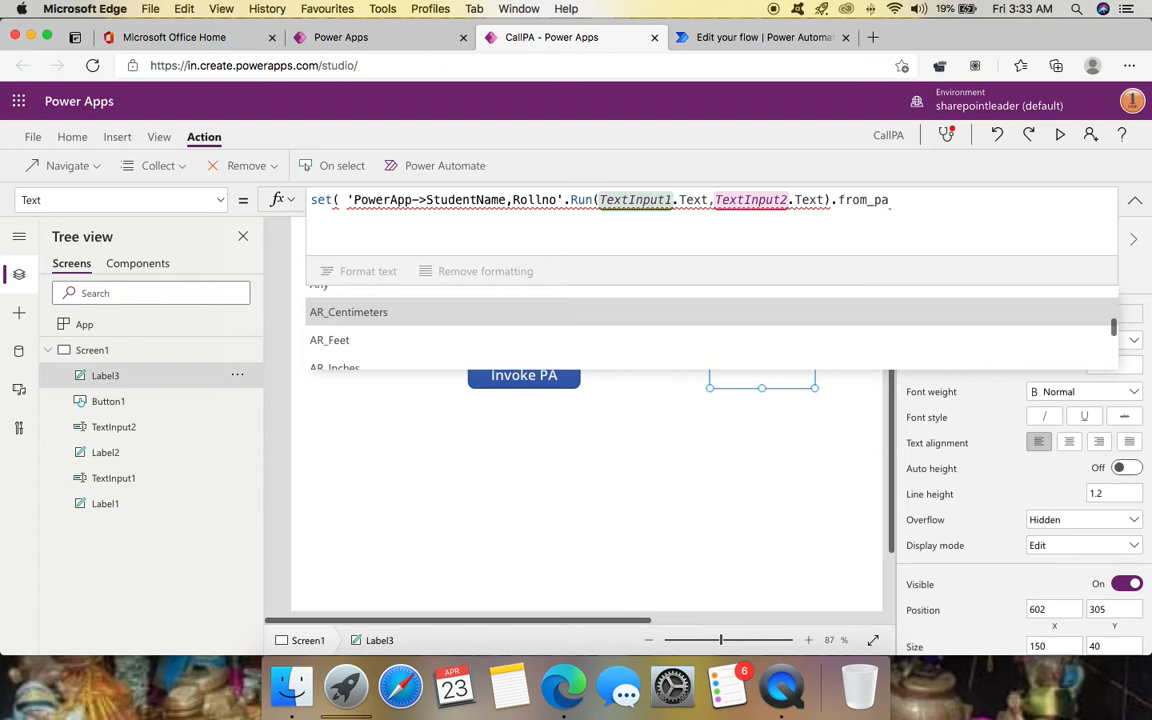 Microsoft Edge File Edit View History Favourites Tools Profiles Tab Window Help 19% Fri 3:33 AM
Microsoft Office Home
Power Apps
CallPA - Power Apps
Edit your flow | Power Automat
https://in.create.powerapps.com/studio/
Power Apps
Environment
sharepointleader (default)
File Home Insert View Action
CallPA
Navigate Collect Remove On select Power Automate
Text = fx set( 'PowerApp->StudentName,Rollno'.Run(TextInput1.Text,TextInput2.Text).from_pa
Tree view
Screens Components
Format text Remove formatting
Search
Any
AR_Centimeters
App
AR_Feet
Screen1
AR_Inches
Label3
Invoke PA
Button1
Font weight B Normal
TextInput2
Font style / U abc
Label2
Text alignment
TextInput1
Auto height Off
Label1
Line height 1.2
Overflow Hidden
Display mode Edit
Visible On
Position 602 305
X Y
Screen1 Label3 87 %
Size 150 40
APR
23
6